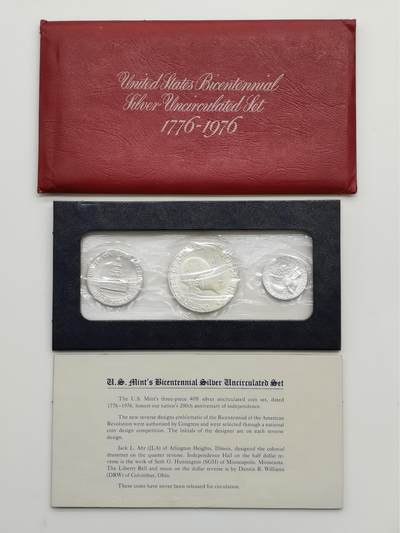 United States Bicentennial
Silver Uncirculated Set
1776-1976
U.S. Mint's Bicentennial Silver Uncirculated Set
The U.S. Mint's three-piece 40% silver uncirculated coin set, dated
1776-1976, honors our nation's 200th anniversary of independence.
The new reverse designs emblematic of the Bicentennial of the American
Revolution were authorized by Congress and were selected through a national
coin design competition. The initials of the designer are on each reverse
design.
Jack L. Ahr (JLA) of Arlington Heights, Illinois, designed the colonial
drummer on the quarter reverse. Independence Hall on the half dollar re-
verse is the work of Seth G. Huntington (SGH) of Minneapolis, Minnesota.
The Liberty Bell and moon on the dollar reverse is by Dennis R. Williams
(DRW) of Columbus, Ohio.
These coins have never been released for circulation.